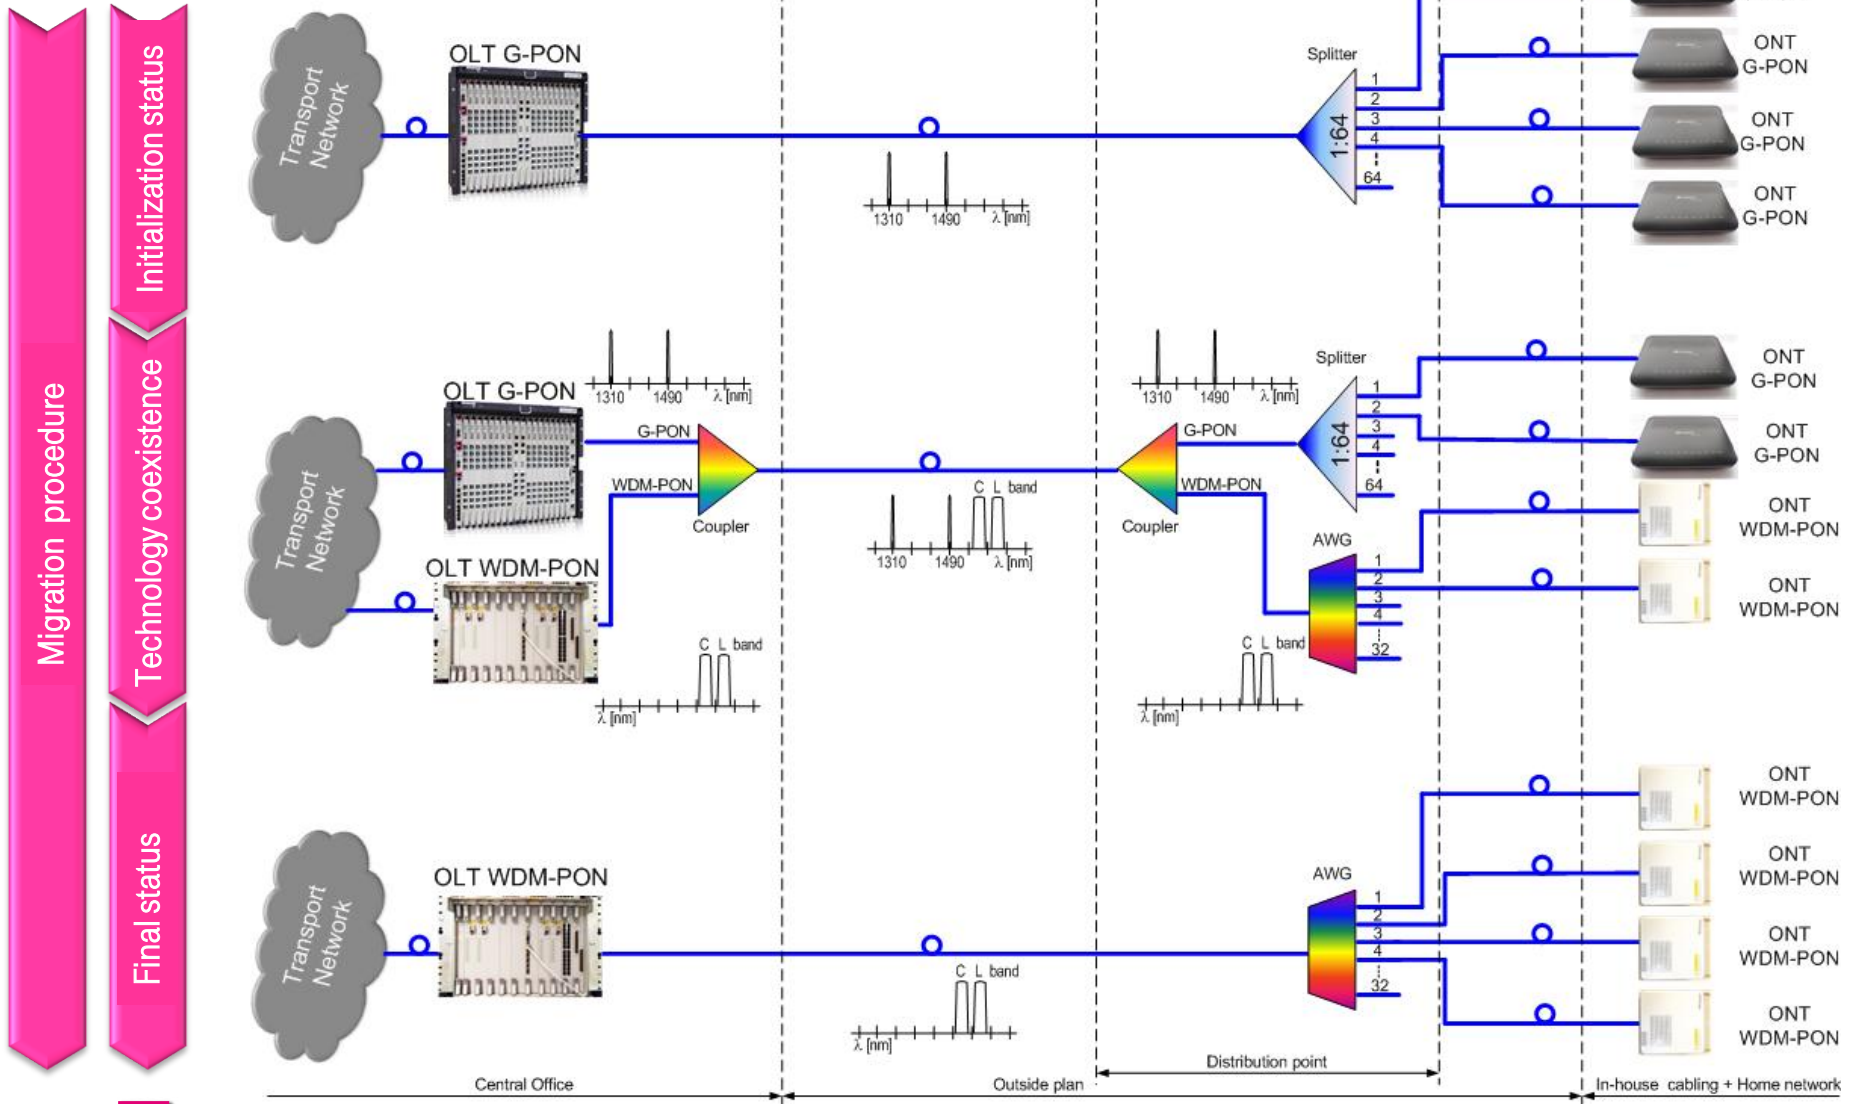 Migration procedure
Initialization status
Technology coexistence
Final status
Transport
Network
OLT G-PON
1310
1490
λ [nm]
Splitter
1:64
1
2
3
4
64
ONT
G-PON
ONT
G-PON
ONT
G-PON
Transport
Network
OLT G-PON
1310
1490
λ [nm]
G-PON
WDM-PON
Coupler
OLT WDM-PON
C L band
λ [nm]
C L band
1310
1490
λ [nm]
1310
1490
λ [nm]
G-PON
WDM-PON
Coupler
Splitter
1:64
1
2
3
4
64
AWG
1
2
3
4
32
C L band
λ [nm]
ONT
G-PON
ONT
G-PON
ONT
WDM-PON
ONT
WDM-PON
Transport
Network
OLT WDM-PON
C L band
λ [nm]
AWG
1
2
3
4
32
ONT
WDM-PON
ONT
WDM-PON
ONT
WDM-PON
ONT
WDM-PON
Distribution point
Central Office
Outside plan
In-house cabling + Home network